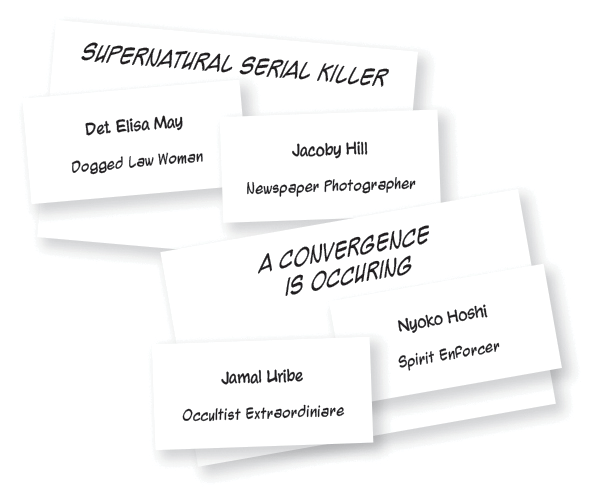 SUPERNATURAL SERIAL KILLER
Det Elisa May
Dogged Law Woman
Jacoby Hill
Newspaper Photographer
A CONVERGENCE
IS OCCURING
Nyoko Hoshi
Spirit Enforcer
Jamal Uribe
Occultist Extraordiniare